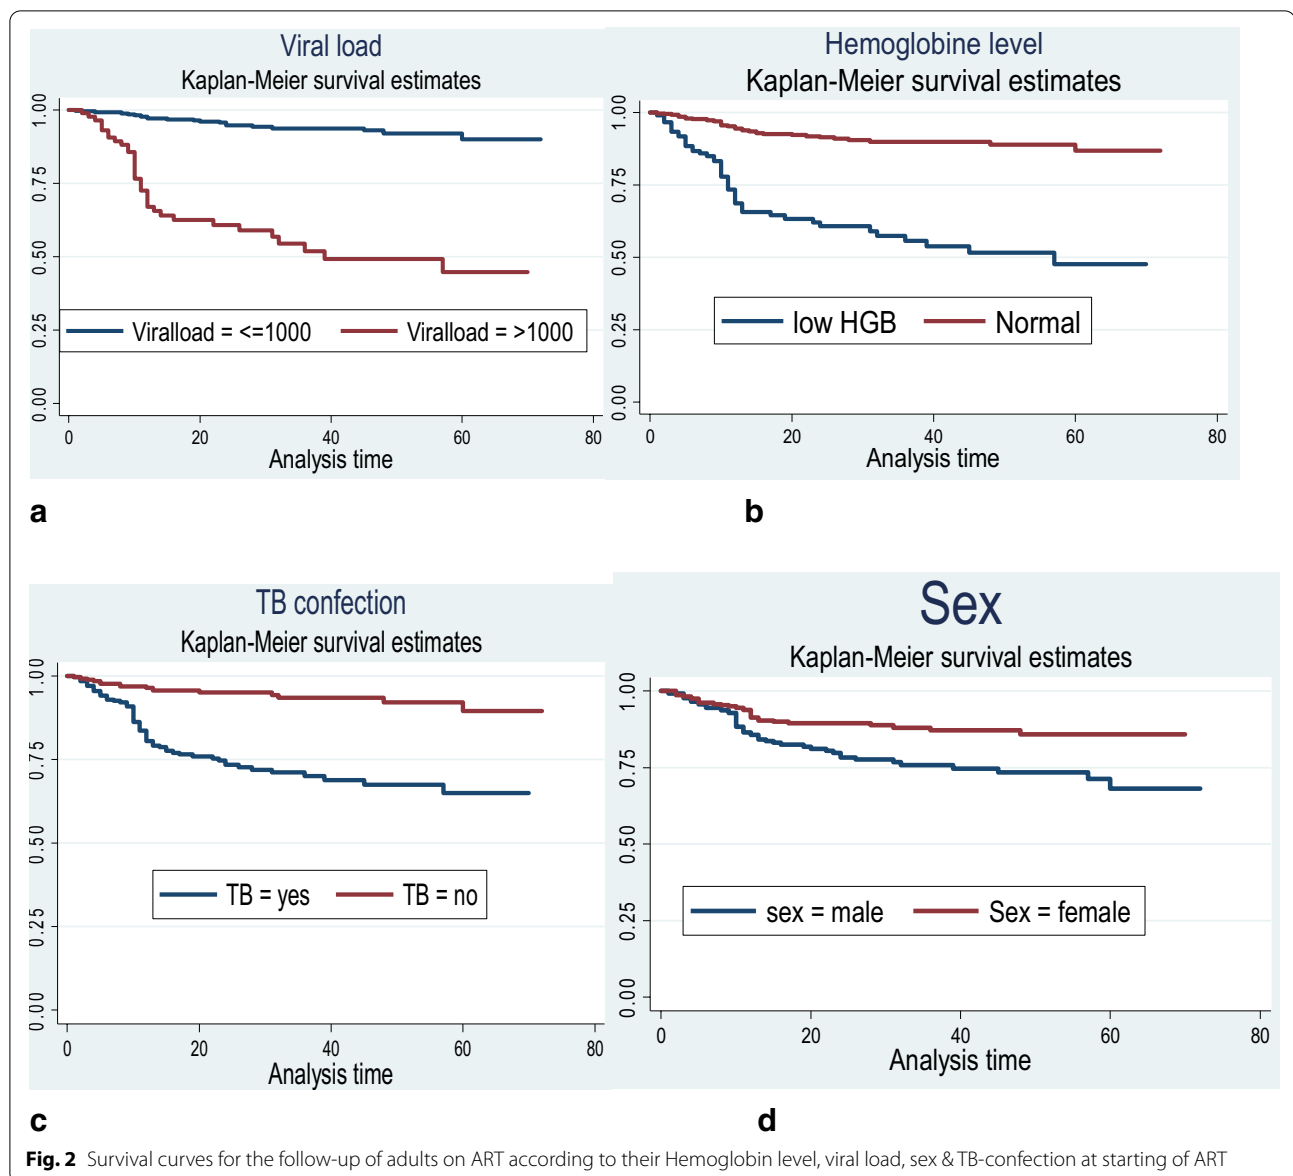 Viral load
Kaplan-Meier survival estimates
1.00
0.75
0.50
0.25
0.00
Viralload = <=1000 Viralload = >1000
0 20 40 60 80
Analysis time
a
Hemoglobine level
Kaplan-Meier survival estimates
1.00
0.75
0.50
0.25
0.00
low HGB Normal
0 20 40 60 80
Analysis time
b
TB confection
Kaplan-Meier survival estimates
1.00
0.75
0.50
0.25
0.00
TB = yes TB = no
0 20 40 60 80
Analysis time
c
Sex
Kaplan-Meier survival estimates
1.00
0.75
0.50
0.25
0.00
sex = male Sex = female
0 20 40 60 80
Analysis time
d
Fig. 2 Survival curves for the follow-up of adults on ART according to their Hemoglobin level, viral load, sex & TB-confection at starting of ART